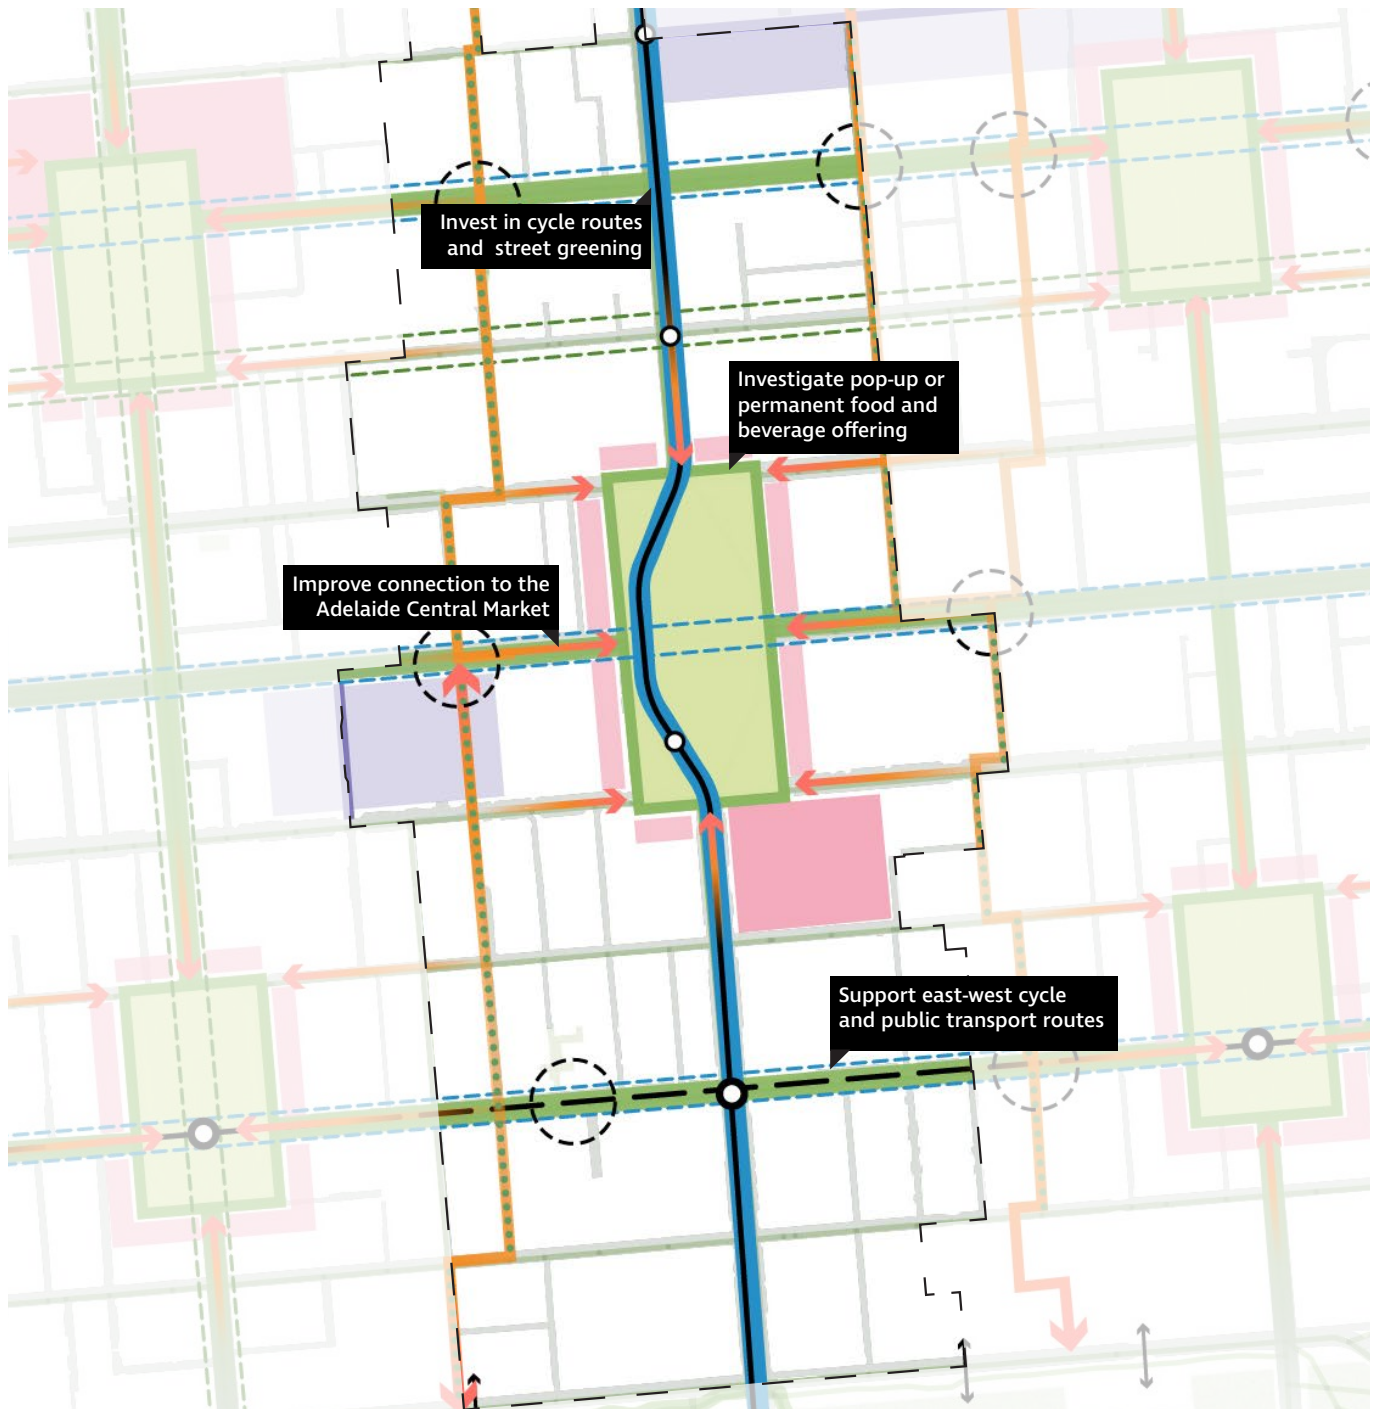 Invest in cycle routes
and  street greening
Investigate pop-up or
permanent food and
beverage offering
Improve connection to the
Adelaide Central Market
Support east-west cycle
and public transport routes